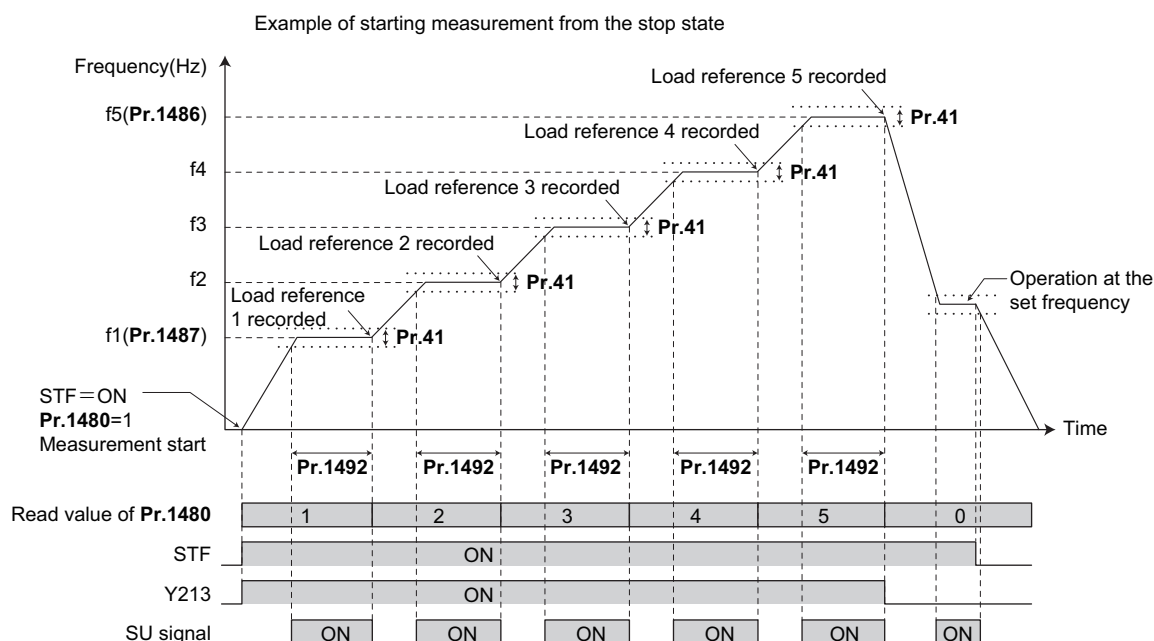 Example of starting measurement from the stop state
Frequency(Hz)
Load reference 5 recorded
f5(Pr.1486)
Pr.41
Load reference 4 recorded
f4
Pr.41
Load reference 3 recorded
f3
Pr.41
Load reference 2 recorded
f2
Pr.41
Operation at the
set frequency
Load reference
1 recorded
f1(Pr.1487)
Pr.41
STF=ON
Pr.1480=1
Measurement start
Time
Pr.1492 Pr.1492 Pr.1492 Pr.1492 Pr.1492
Read value of Pr.1480 1 2 3 4 5 0
STF ON
Y213 ON
SU signal ON ON ON ON ON ON